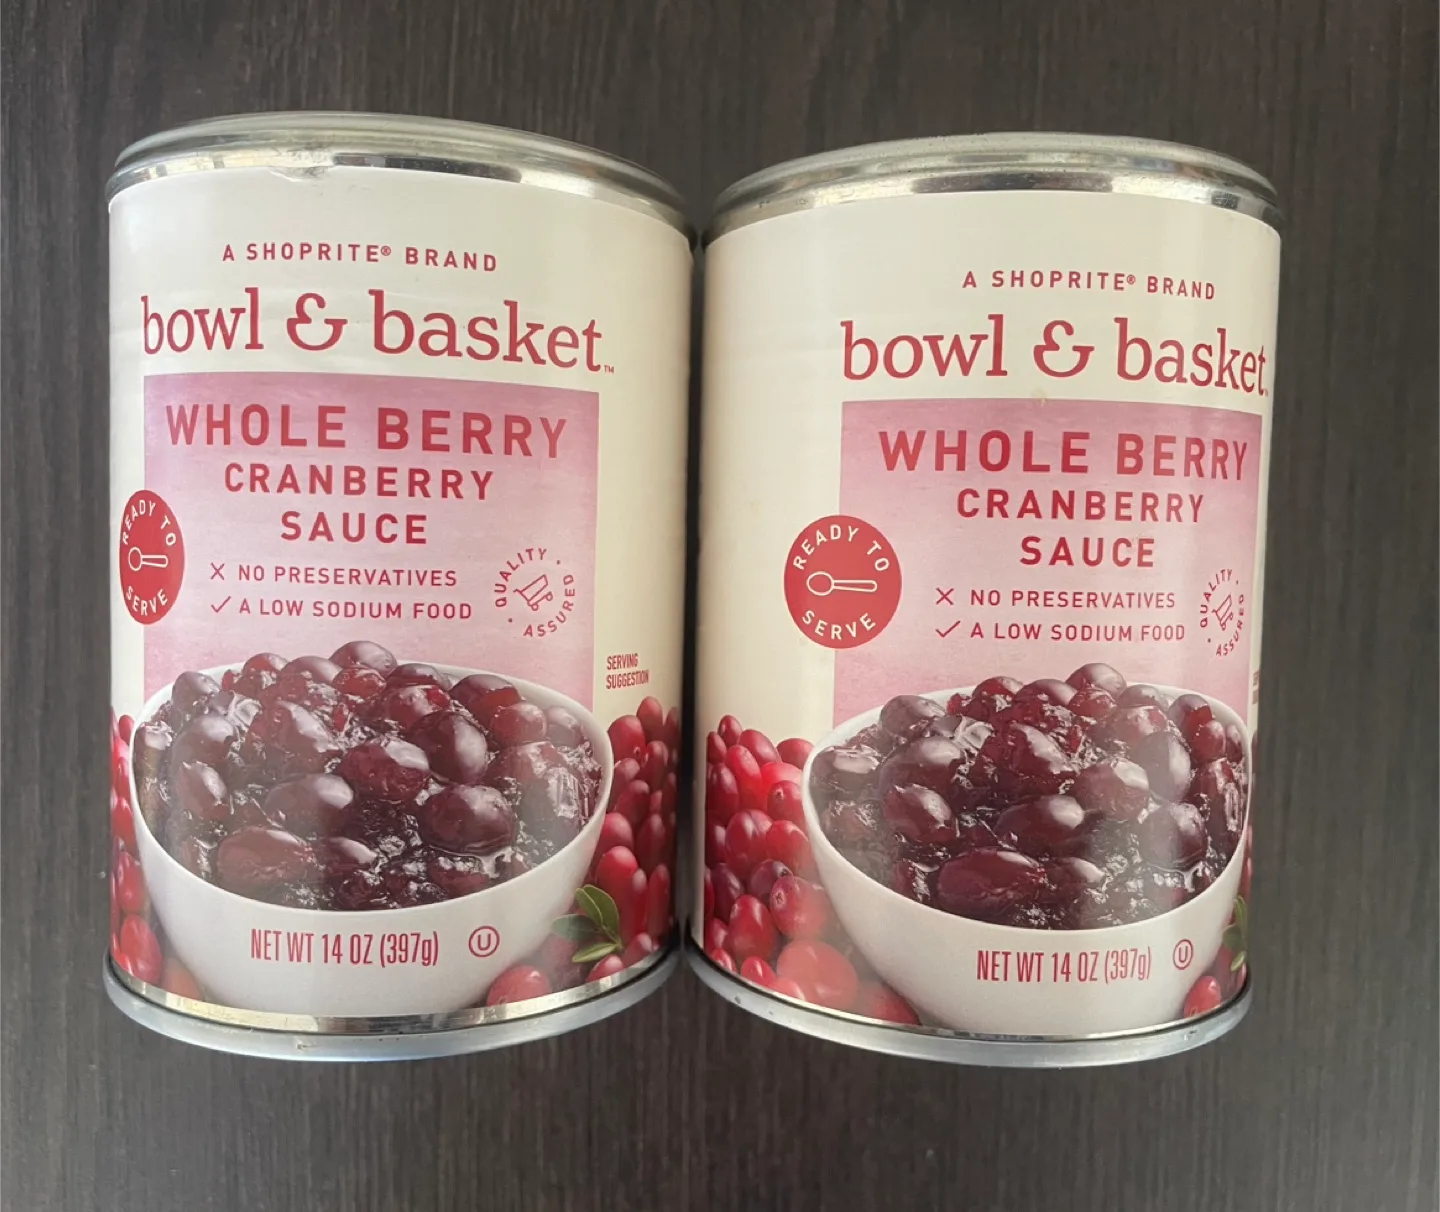 A SHOPRITE® BRAND
bowl & basket™
WHOLE BERRY
CRANBERRY
SAUCE
READY TO
SERVE
✕ NO PRESERVATIVES
✓ A LOW SODIUM FOOD
QUALITY
ASSURED
SERVING
SUGGESTION
NET WT 14 OZ (397g)
U
A SHOPRITE® BRAND
bowl & basket
WHOLE BERRY
CRANBERRY
SAUCE
READY TO
SERVE
✕ NO PRESERVATIVES
✓ A LOW SODIUM FOOD
QUALITY
ASSURED
NET WT 14 OZ (397g)
U